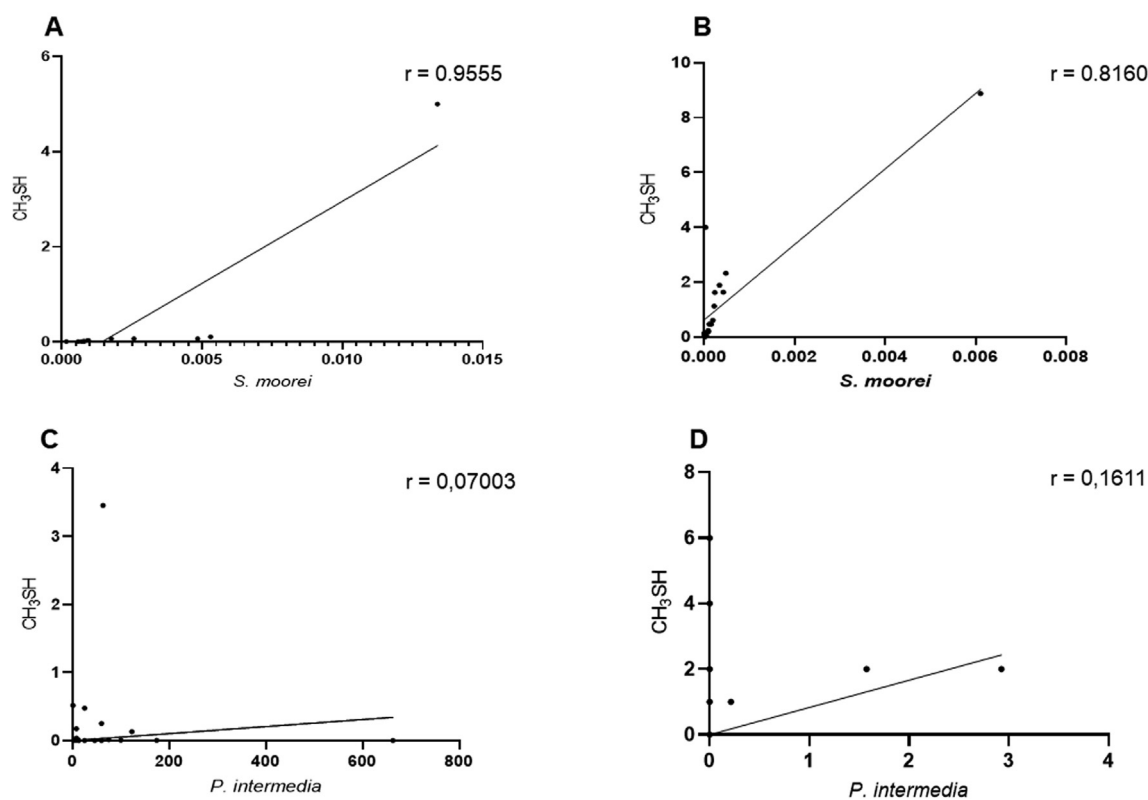 A
r = 0.9555
6
4
2
0
CH₃SH
0.000 0.005 0.010 0.015
S. moorei
B
r = 0.8160
10
8
6
4
2
0
CH₃SH
0.000 0.002 0.004 0.006 0.008
S. moorei
C
r = 0,07003
4
3
2
1
0
CH₃SH
0 200 400 600 800
P. intermedia
D
r = 0,1611
8
6
4
2
0
CH₃SH
0 1 2 3 4
P. intermedia